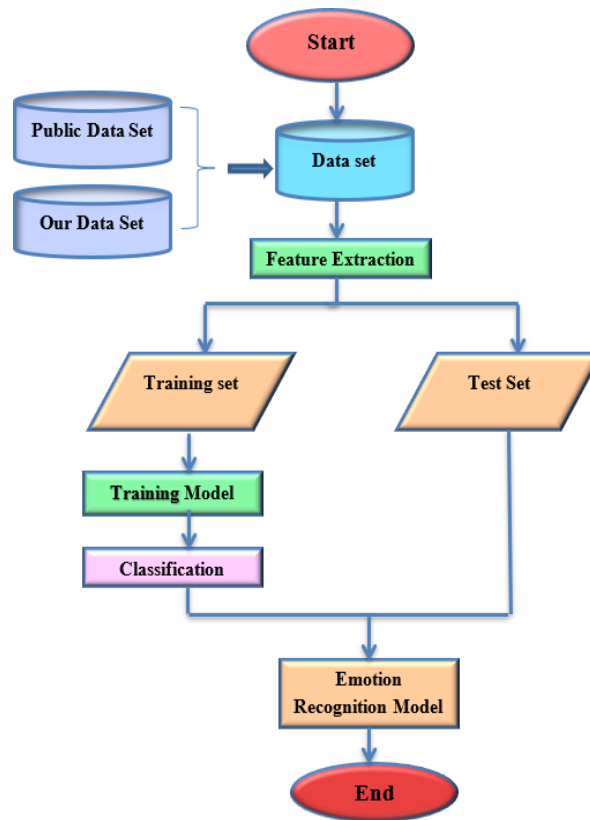 Start
Public Data Set
Data set
Our Data Set
Feature Extraction
Training set
Test Set
Training Model
Classification
Emotion
Recognition Model
End